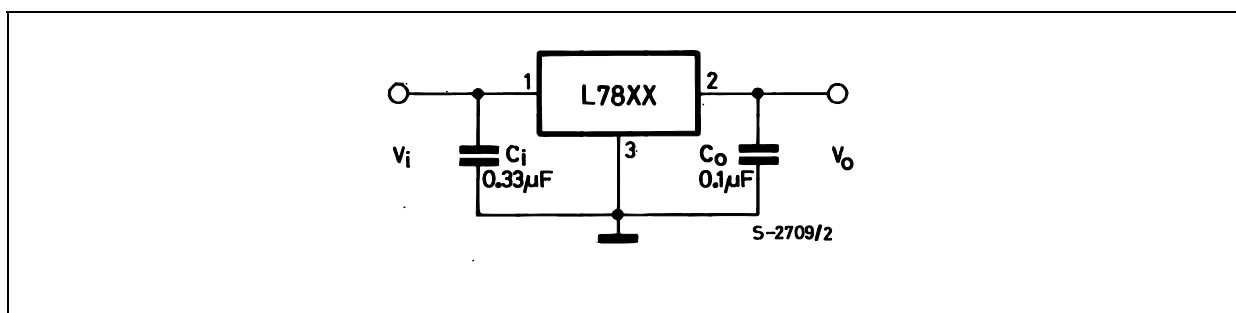 1
L78XX
2
3
Vi
Ci
0.33µF
Co
0.1µF
Vo
S-2709/2